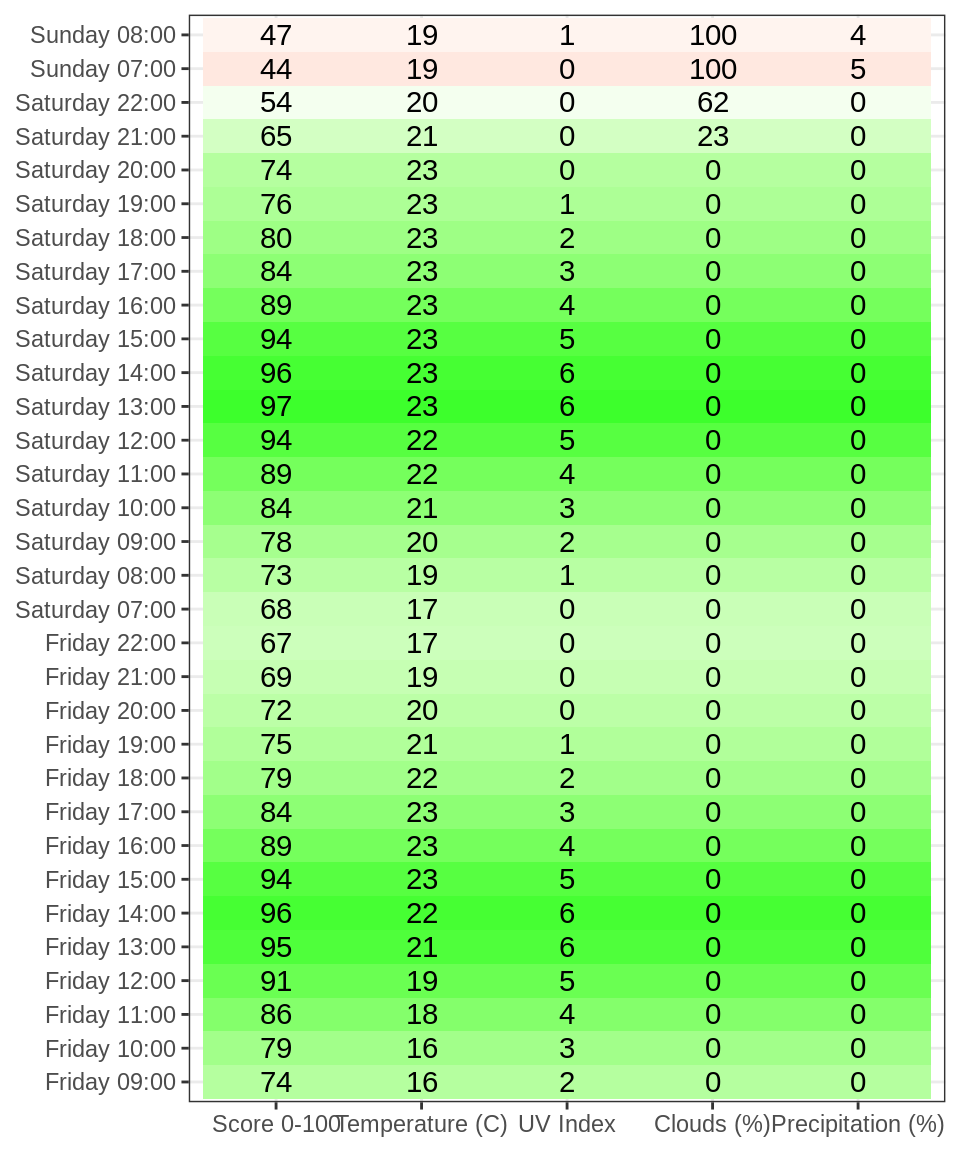 Sunday 08:00 47 19 1 100 4
Sunday 07:00 44 19 0 100 5
Saturday 22:00 54 20 0 62 0
Saturday 21:00 65 21 0 23 0
Saturday 20:00 74 23 0 0 0
Saturday 19:00 76 23 1 0 0
Saturday 18:00 80 23 2 0 0
Saturday 17:00 84 23 3 0 0
Saturday 16:00 89 23 4 0 0
Saturday 15:00 94 23 5 0 0
Saturday 14:00 96 23 6 0 0
Saturday 13:00 97 23 6 0 0
Saturday 12:00 94 22 5 0 0
Saturday 11:00 89 22 4 0 0
Saturday 10:00 84 21 3 0 0
Saturday 09:00 78 20 2 0 0
Saturday 08:00 73 19 1 0 0
Saturday 07:00 68 17 0 0 0
Friday 22:00 67 17 0 0 0
Friday 21:00 69 19 0 0 0
Friday 20:00 72 20 0 0 0
Friday 19:00 75 21 1 0 0
Friday 18:00 79 22 2 0 0
Friday 17:00 84 23 3 0 0
Friday 16:00 89 23 4 0 0
Friday 15:00 94 23 5 0 0
Friday 14:00 96 22 6 0 0
Friday 13:00 95 21 6 0 0
Friday 12:00 91 19 5 0 0
Friday 11:00 86 18 4 0 0
Friday 10:00 79 16 3 0 0
Friday 09:00 74 16 2 0 0
Score 0-100 Temperature (C) UV Index Clouds (%) Precipitation (%)